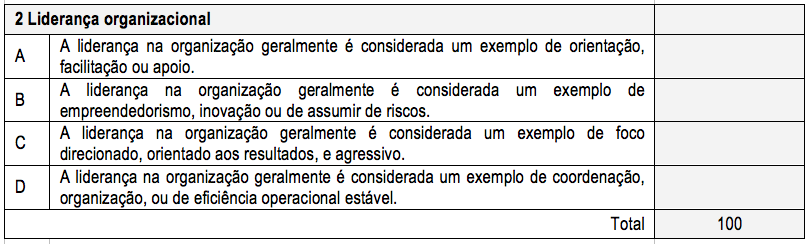 2 Liderança organizacional
A
A liderança na organização geralmente é considerada um exemplo de orientação,
facilitação ou apoio.
B
A liderança na organização geralmente é considerada um exemplo de
empreendedorismo, inovação ou de assumir de riscos.
C
A liderança na organização geralmente é considerada um exemplo de foco
direcionado, orientado aos resultados, e agressivo.
D
A liderança na organização geralmente é considerada um exemplo de coordenação,
organização, ou de eficiência operacional estável.
Total 100